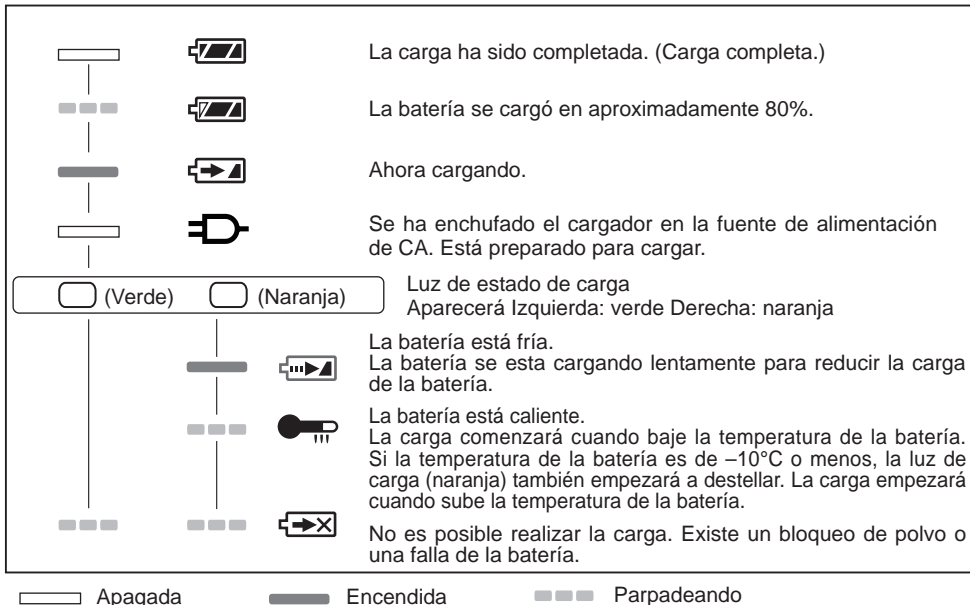 La carga ha sido completada. (Carga completa.)
La batería se cargó en aproximadamente 80%.
Ahora cargando.
Se ha enchufado el cargador en la fuente de alimentación
de CA. Está preparado para cargar.
(Verde) (Naranja)
Luz de estado de carga
Aparecerá Izquierda: verde Derecha: naranja
La batería está fría.
La batería se esta cargando lentamente para reducir la carga
de la batería.
La batería está caliente.
La carga comenzará cuando baje la temperatura de la batería.
Si la temperatura de la batería es de –10°C o menos, la luz de
carga (naranja) también empezará a destellar. La carga empezará
cuando sube la temperatura de la batería.
No es posible realizar la carga. Existe un bloqueo de polvo o
una falla de la batería.
Apagada Encendida Parpadeando